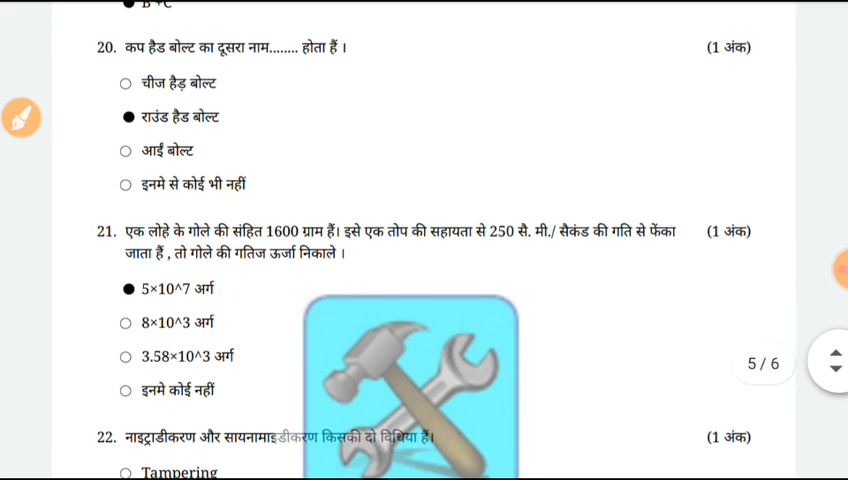 B +C
20. कप हैड बोल्ट का दूसरा नाम........ होता हैं । (1 अंक)
चीज हैड़ बोल्ट
राउंड हैड बोल्ट
आई बोल्ट
इनमे से कोई भी नहीं
21. एक लोहे के गोले की संहित 1600 ग्राम हैं। इसे एक तोप की सहायता से 250 सै. मी./ सैकंड की गति से फेंका (1 अंक)
जाता हैं , तो गोले की गतिज ऊर्जा निकाले ।
5×10^7 अर्ग
8×10^3 अर्ग
3.58×10^3 अर्ग
इनमे कोई नहीं
5 / 6
22. नाइट्राडीकरण और सायनामाइडीकरण किसकी दो विधिया हैं। (1 अंक)
Tampering